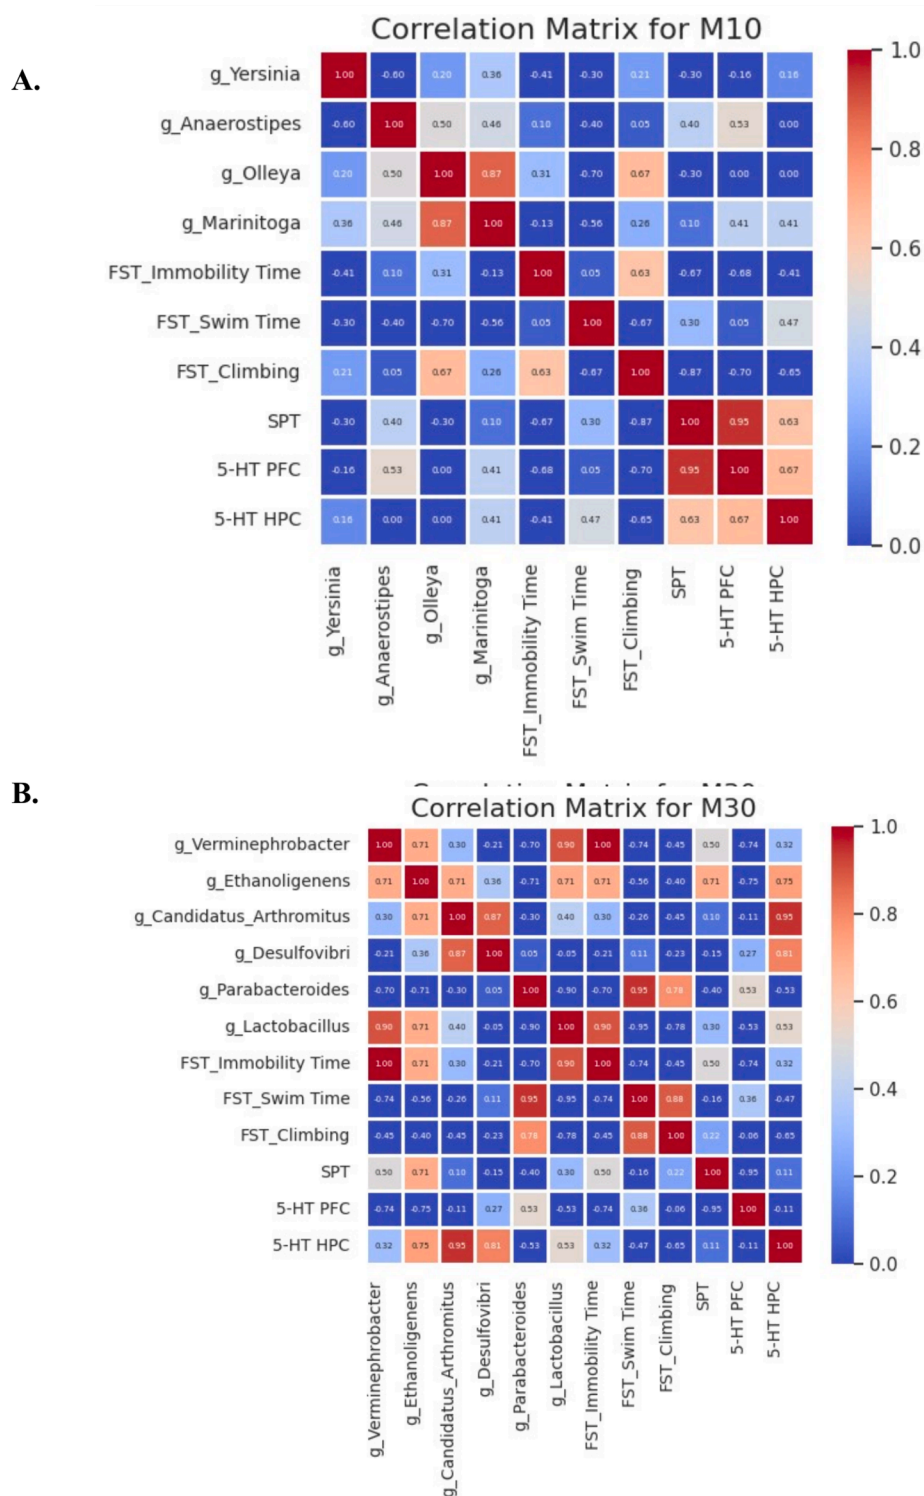 A.
Correlation Matrix for M10
g_Yersinia 1.00 -0.60 0.20 0.36 -0.41 -0.30 0.21 -0.30 -0.16 0.16
g_Anaerostipes -0.60 1.00 0.50 0.46 0.10 -0.40 0.05 0.40 0.53 0.00
g_Olleya 0.20 0.50 1.00 0.87 0.31 -0.70 0.67 -0.30 0.00 0.00
g_Marinitoga 0.36 0.46 0.87 1.00 -0.13 -0.56 0.26 0.10 0.41 0.41
FST_Immobility Time -0.41 0.10 0.31 -0.13 1.00 0.05 0.63 -0.67 -0.68 -0.41
FST_Swim Time -0.30 -0.40 -0.70 -0.56 0.05 1.00 -0.67 0.30 0.05 0.47
FST_Climbing 0.21 0.05 0.67 0.26 0.63 -0.67 1.00 -0.87 -0.70 -0.65
SPT -0.30 0.40 -0.30 0.10 -0.67 0.30 -0.87 1.00 0.95 0.63
5-HT PFC -0.16 0.53 0.00 0.41 -0.68 0.05 -0.70 0.95 1.00 0.67
5-HT HPC 0.16 0.00 0.00 0.41 -0.41 0.47 -0.65 0.63 0.67 1.00
g_Yersinia g_Anaerostipes g_Olleya g_Marinitoga FST_Immobility Time FST_Swim Time FST_Climbing SPT 5-HT PFC 5-HT HPC
1.0
0.8
0.6
0.4
0.2
0.0
B.
Correlation Matrix for M30
g_Verminephrobacter 1.00 0.71 0.30 -0.21 -0.70 0.90 1.00 -0.74 -0.45 0.50 -0.74 0.32
g_Ethanoligenens 0.71 1.00 0.71 0.36 -0.71 0.71 0.71 -0.56 -0.40 0.71 -0.75 0.75
g_Candidatus_Arthromitus 0.30 0.71 1.00 0.87 -0.30 0.40 0.30 -0.26 -0.45 0.10 -0.11 0.95
g_Desulfovibri -0.21 0.36 0.87 1.00 0.05 -0.05 -0.21 0.11 -0.23 -0.15 0.27 0.81
g_Parabacteroides -0.70 -0.71 -0.30 0.05 1.00 -0.90 -0.70 0.95 0.78 -0.40 0.53 -0.53
g_Lactobacillus 0.90 0.71 0.40 -0.05 -0.90 1.00 0.90 -0.95 -0.78 0.30 -0.53 0.53
FST_Immobility Time 1.00 0.71 0.30 -0.21 -0.70 0.90 1.00 -0.74 -0.45 0.50 -0.74 0.32
FST_Swim Time -0.74 -0.56 -0.26 0.11 0.95 -0.95 -0.74 1.00 0.88 -0.16 0.36 -0.47
FST_Climbing -0.45 -0.40 -0.45 -0.23 0.78 -0.78 -0.45 0.88 1.00 0.22 -0.06 -0.65
SPT 0.50 0.71 0.10 -0.15 -0.40 0.30 0.50 -0.16 0.22 1.00 -0.95 0.11
5-HT PFC -0.74 -0.75 -0.11 0.27 0.53 -0.53 -0.74 0.36 -0.06 -0.95 1.00 -0.11
5-HT HPC 0.32 0.75 0.95 0.81 -0.53 0.53 0.32 -0.47 -0.65 0.11 -0.11 1.00
g_Verminephrobacter g_Ethanoligenens g_Candidatus_Arthromitus g_Desulfovibri g_Parabacteroides g_Lactobacillus FST_Immobility Time FST_Swim Time FST_Climbing SPT 5-HT PFC 5-HT HPC
1.0
0.8
0.6
0.4
0.2
0.0